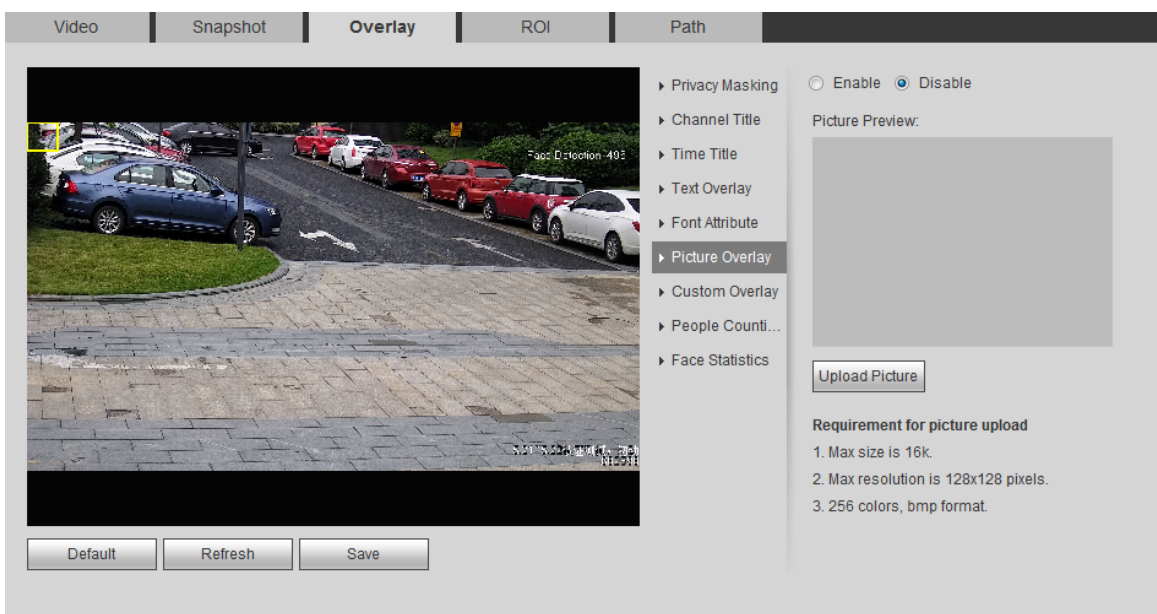 Video Snapshot Overlay ROI Path
Privacy Masking
Channel Title
Time Title
Text Overlay
Font Attribute
Picture Overlay
Custom Overlay
People Counti...
Face Statistics
Enable Disable
Picture Preview:
Upload Picture
Requirement for picture upload
1. Max size is 16k.
2. Max resolution is 128x128 pixels.
3. 256 colors, bmp format.
Face Detection
Default Refresh Save